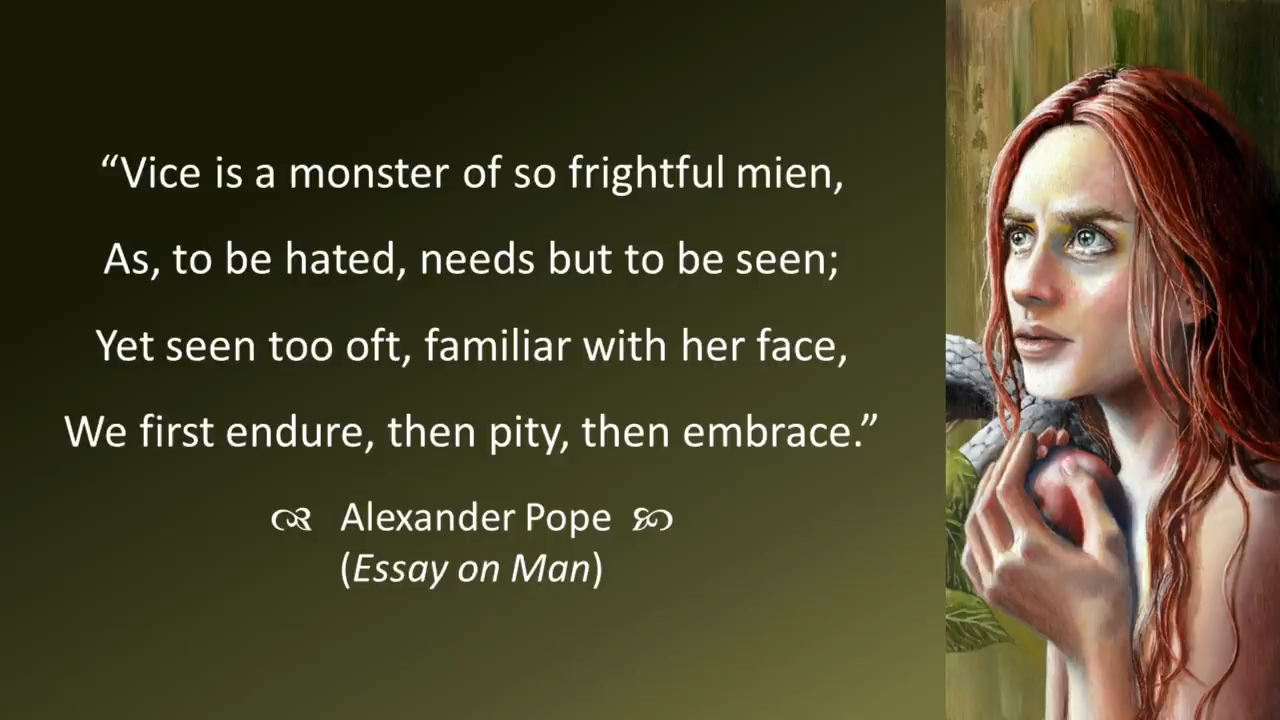 “Vice is a monster of so frightful mien,
As, to be hated, needs but to be seen;
Yet seen too oft, familiar with her face,
We first endure, then pity, then embrace.”
Alexander Pope
(Essay on Man)